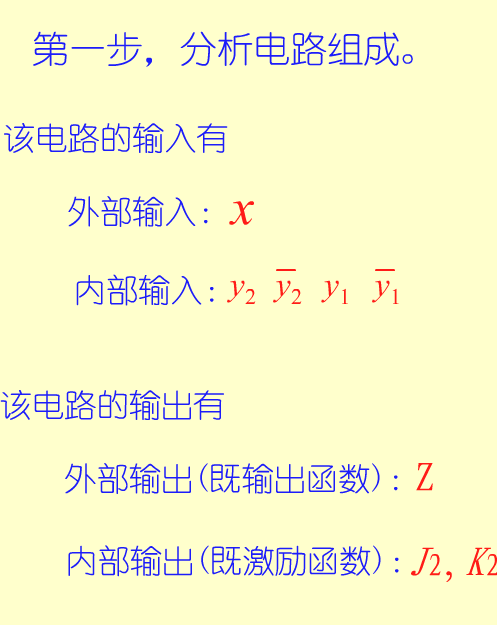 第一步，分析电路组成。
该电路的输入有
外部输入: x
内部输入: y₂ y̅₂ y₁ y̅₁
该电路的输出有
外部输出(既输出函数): Z
内部输出(既激励函数): J2, K2